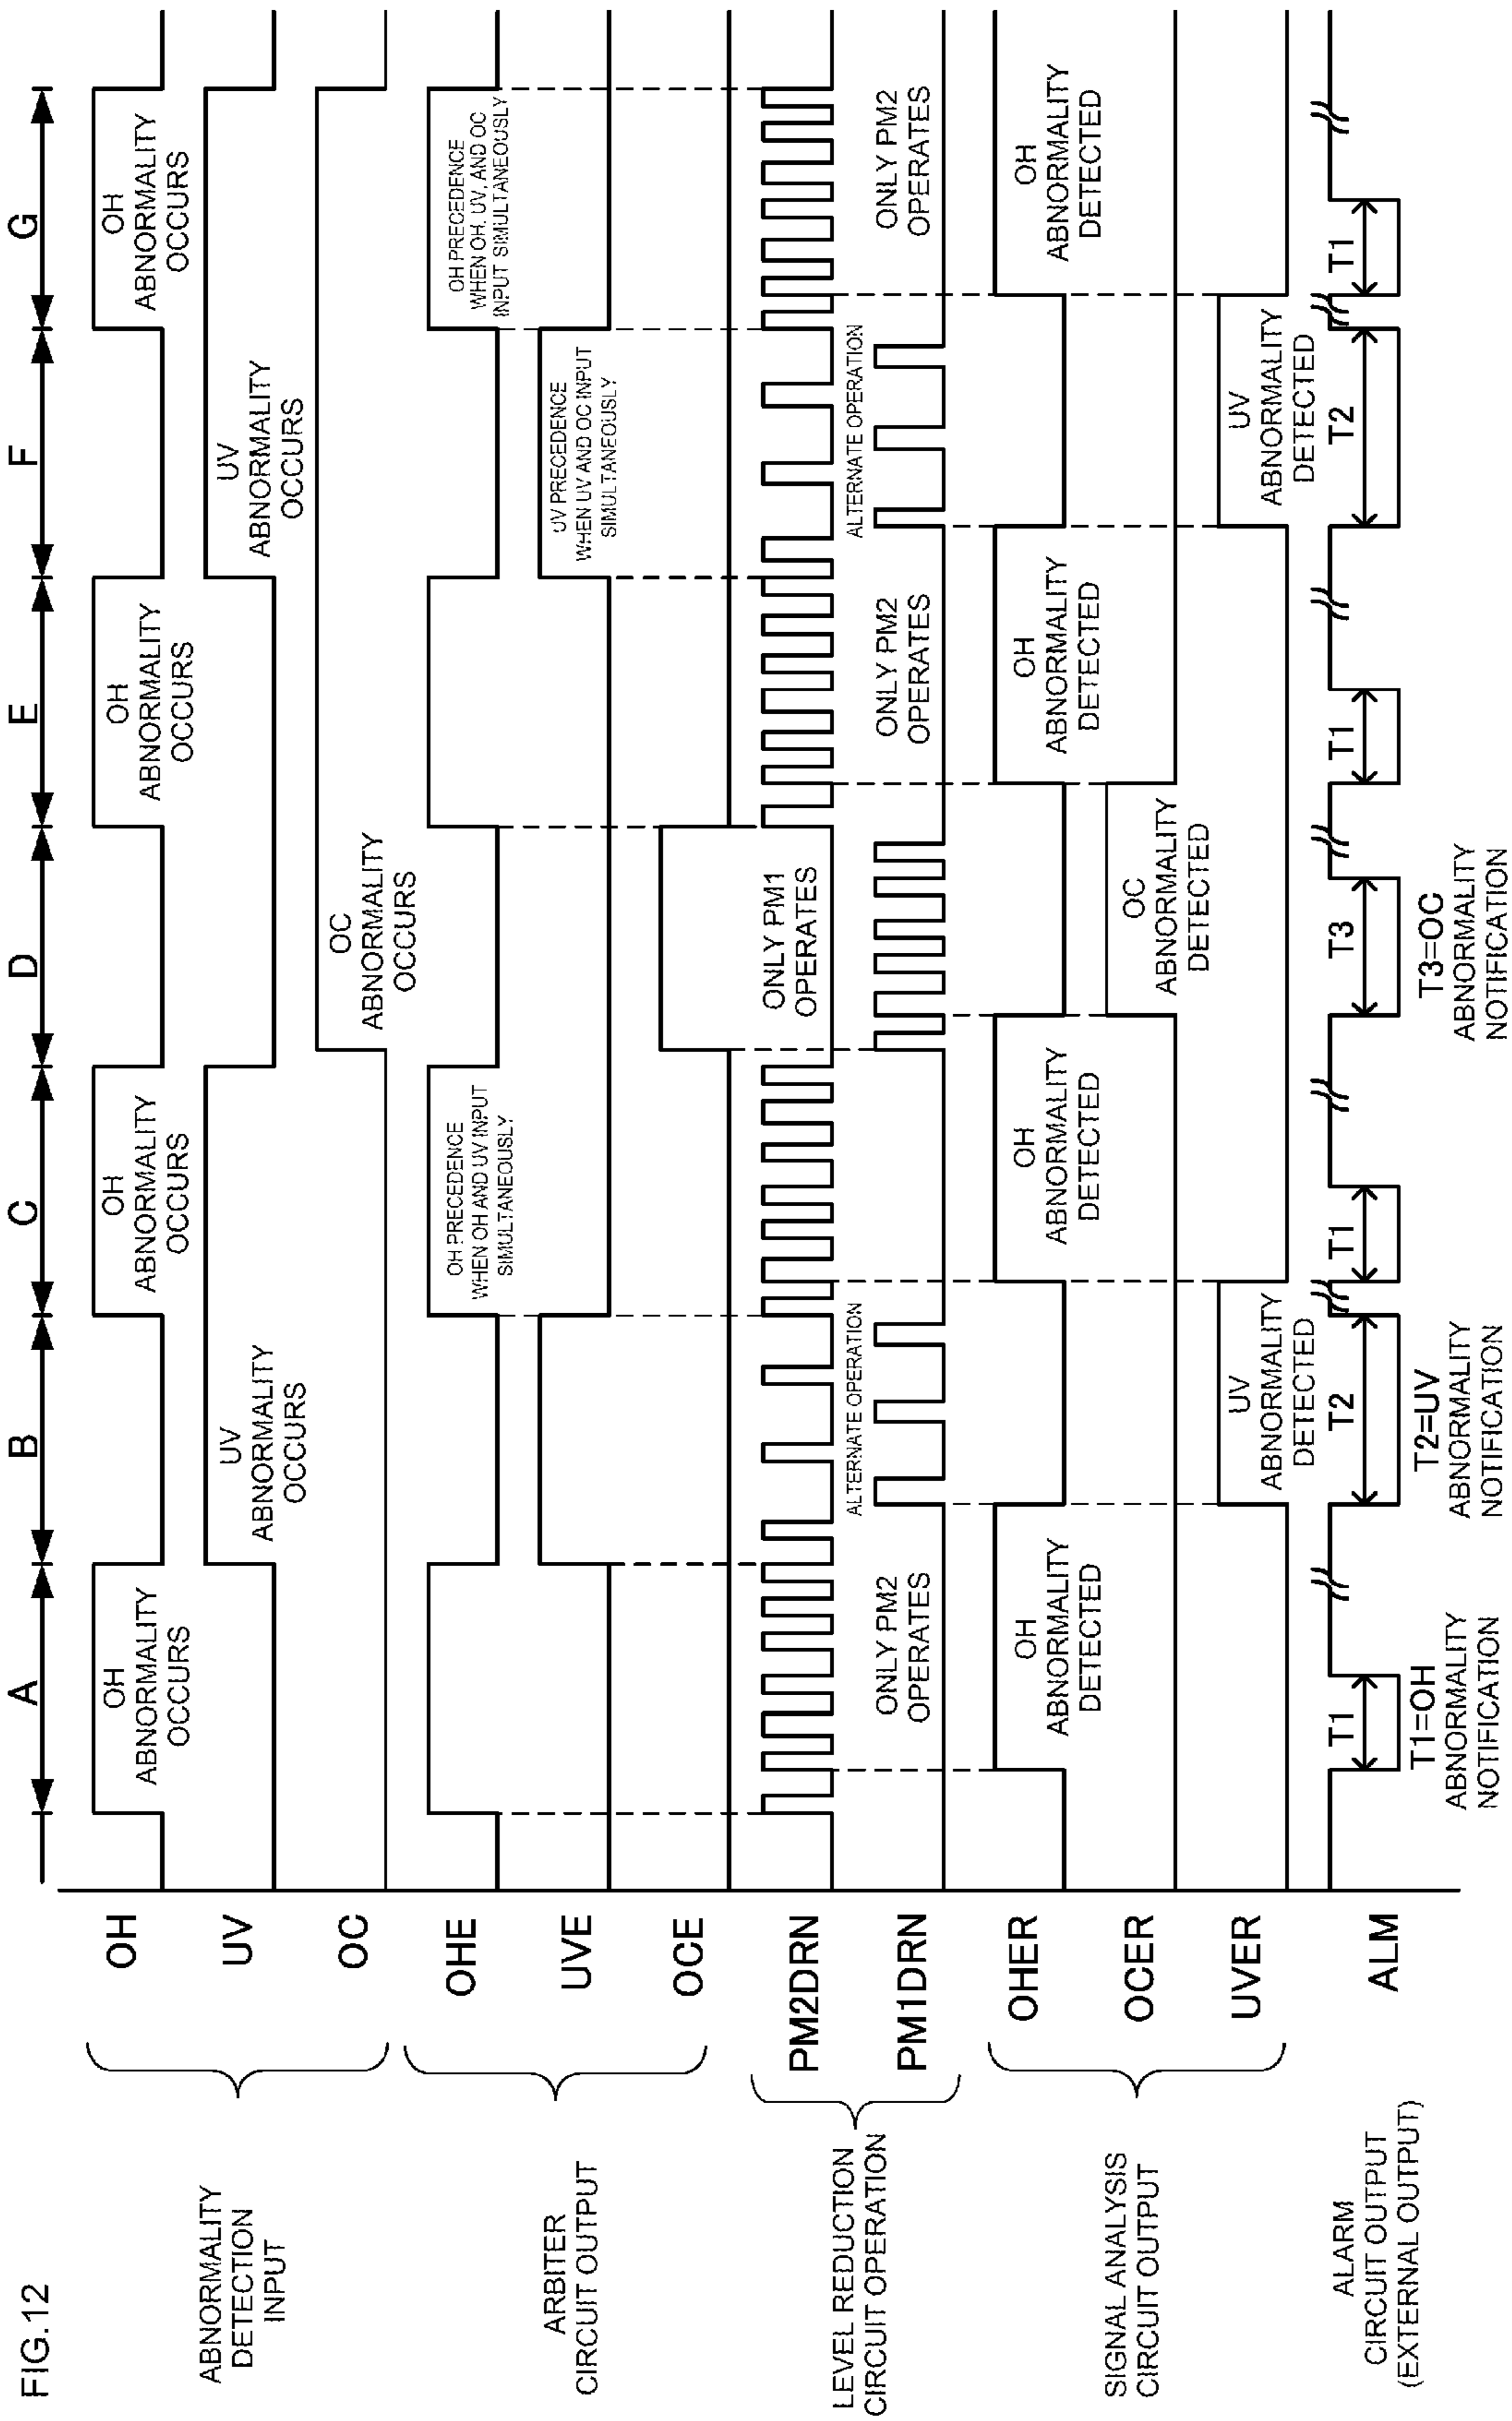 FIG.12
A
B
C
D
E
F
G
ABNORMALITY
DETECTION
INPUT
OH
OH
ABNORMALITY
OCCURS
OH
ABNORMALITY
OCCURS
OH
ABNORMALITY
OCCURS
OH
ABNORMALITY
OCCURS
UV
UV
ABNORMALITY
OCCURS
UV
ABNORMALITY
OCCURS
OC
OC
ABNORMALITY
OCCURS
ARBITER
CIRCUIT OUTPUT
OHE
OH PRECEDENCE
WHEN OH AND UV INPUT
SIMULTANEOUSLY
OH PRECEDENCE
WHEN OH, UV, AND OC
INPUT SIMULTANEOUSLY
UVE
UV PRECEDENCE
WHEN UV AND OC INPUT
SIMULTANEOUSLY
OCE
LEVEL REDUCTION
CIRCUIT OPERATION
PM2DRN
ONLY PM1
OPERATES
PM1DRN
ONLY PM2
OPERATES
ALTERNATE OPERATION
ONLY PM2
OPERATES
ALTERNATE OPERATION
ONLY PM2
OPERATES
SIGNAL ANALYSIS
CIRCUIT OUTPUT
OHER
OH
ABNORMALITY
DETECTED
OH
ABNORMALITY
DETECTED
OH
ABNORMALITY
DETECTED
OH
ABNORMALITY
DETECTED
OCER
OC
ABNORMALITY
DETECTED
UVER
UV
ABNORMALITY
DETECTED
UV
ABNORMALITY
DETECTED
ALARM
CIRCUIT OUTPUT
(EXTERNAL OUTPUT)
ALM
T1
T2
T1
T3
T1
T2
T1
T1=OH
ABNORMALITY
NOTIFICATION
T2=UV
ABNORMALITY
NOTIFICATION
T3=OC
ABNORMALITY
NOTIFICATION